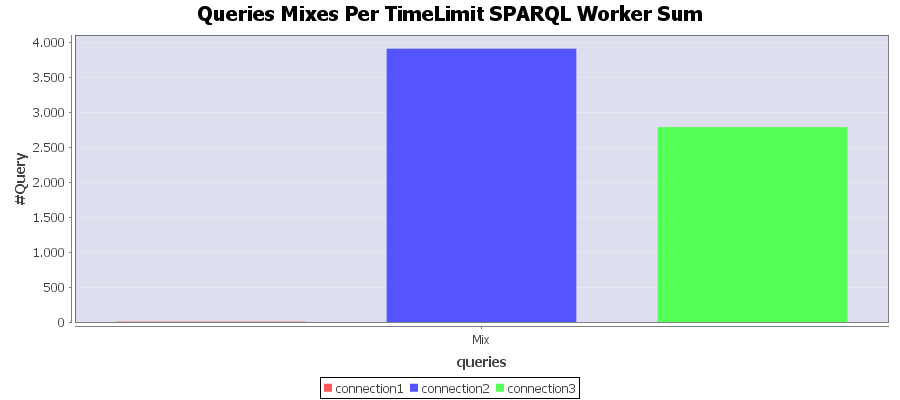 Queries Mixes Per TimeLimit SPARQL Worker Sum
4.000
3.500
3.000
2.500
2.000
1.500
1.000
500
0
#Query
Mix
queries
connection1 connection2 connection3